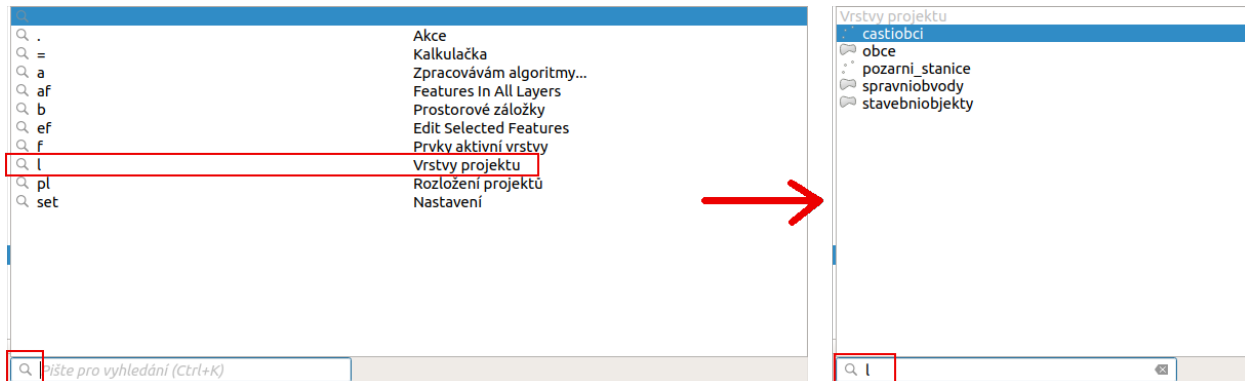 . Akce
= Kalkulačka
a Zpracovávám algoritmy...
af Features In All Layers
b Prostorové záložky
ef Edit Selected Features
f Prvky aktivní vrstvy
l Vrstvy projektu
pl Rozložení projektů
set Nastavení
Pište pro vyhledání (Ctrl+K)
Vrstvy projektu
castiobci
obce
pozarni_stanice
spravniobvody
stavebniobjekty
l